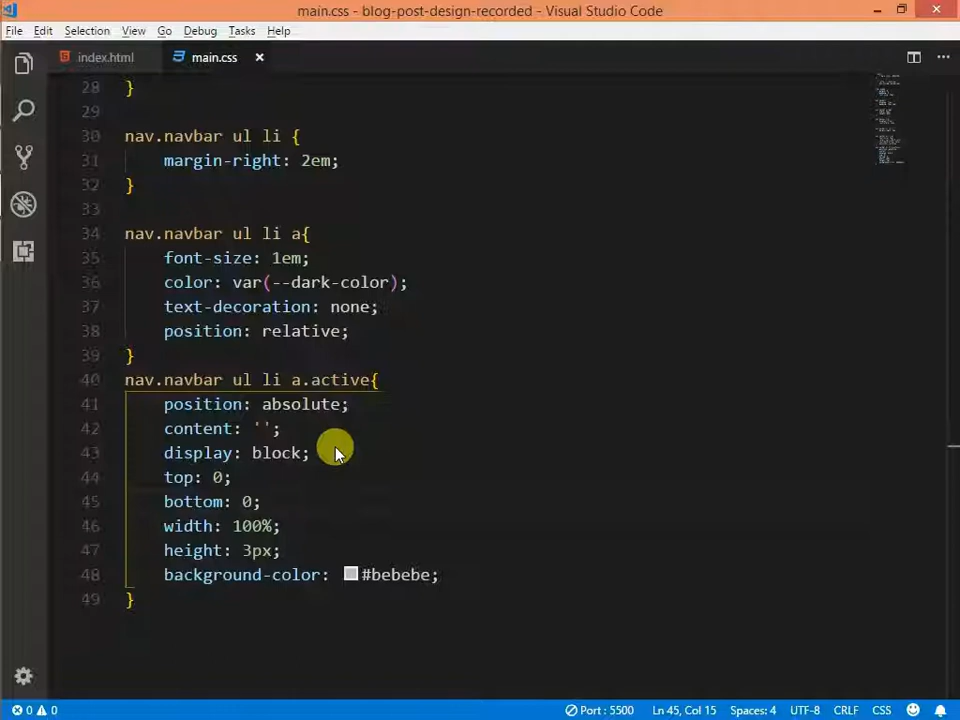 main.css - blog-post-design-recorded - Visual Studio Code
File Edit Selection View Go Debug Tasks Help
index.html main.css ×
28 }
29
30 nav.navbar ul li {
31 margin-right: 2em;
32 }
33
34 nav.navbar ul li a{
35 font-size: 1em;
36 color: var(--dark-color);
37 text-decoration: none;
38 position: relative;
39 }
40 nav.navbar ul li a.active{
41 position: absolute;
42 content: '';
43 display: block;
44 top: 0;
45 bottom: 0;
46 width: 100%;
47 height: 3px;
48 background-color: #bebebe;
49 }
0 0 Port : 5500 Ln 45, Col 15 Spaces: 4 UTF-8 CRLF CSS